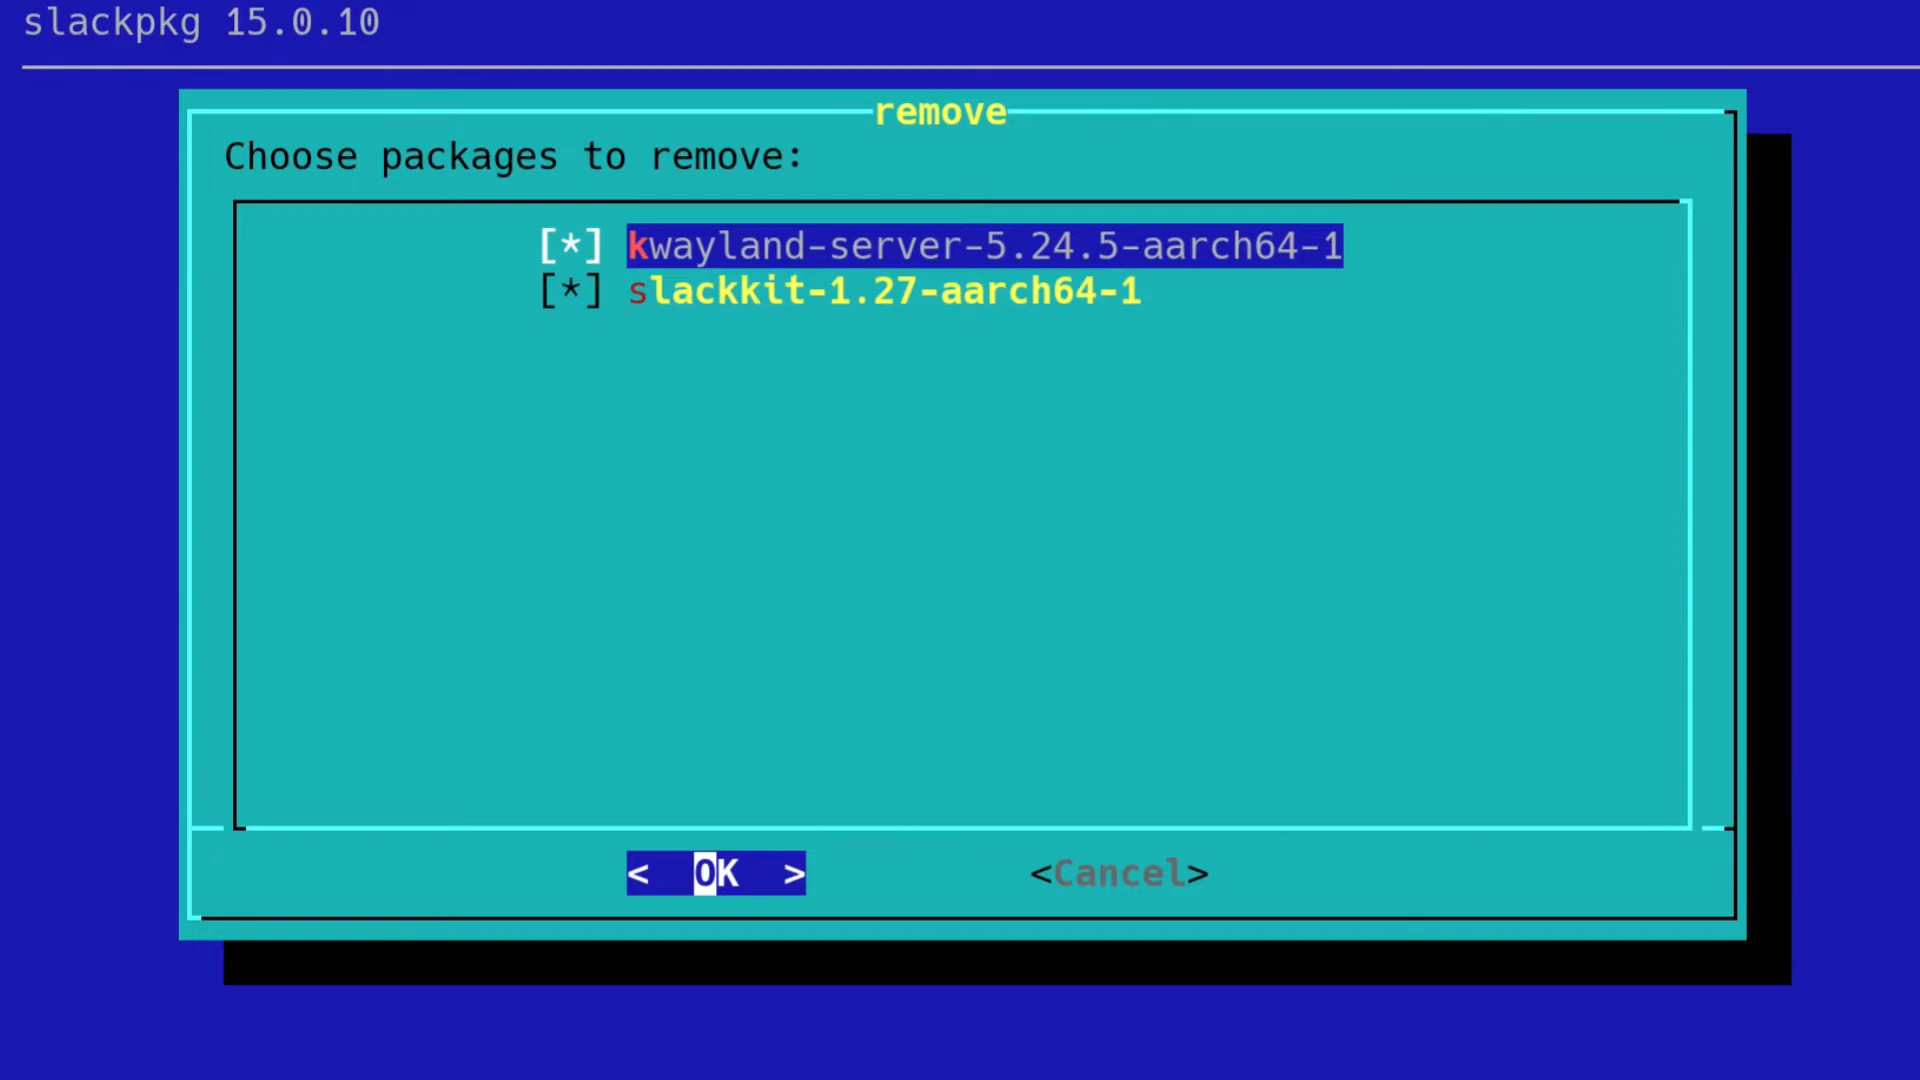 slackpkg 15.0.10
remove
Choose packages to remove:
[*] kwayland-server-5.24.5-aarch64-1
[*] slackkit-1.27-aarch64-1
<  OK  > <Cancel>